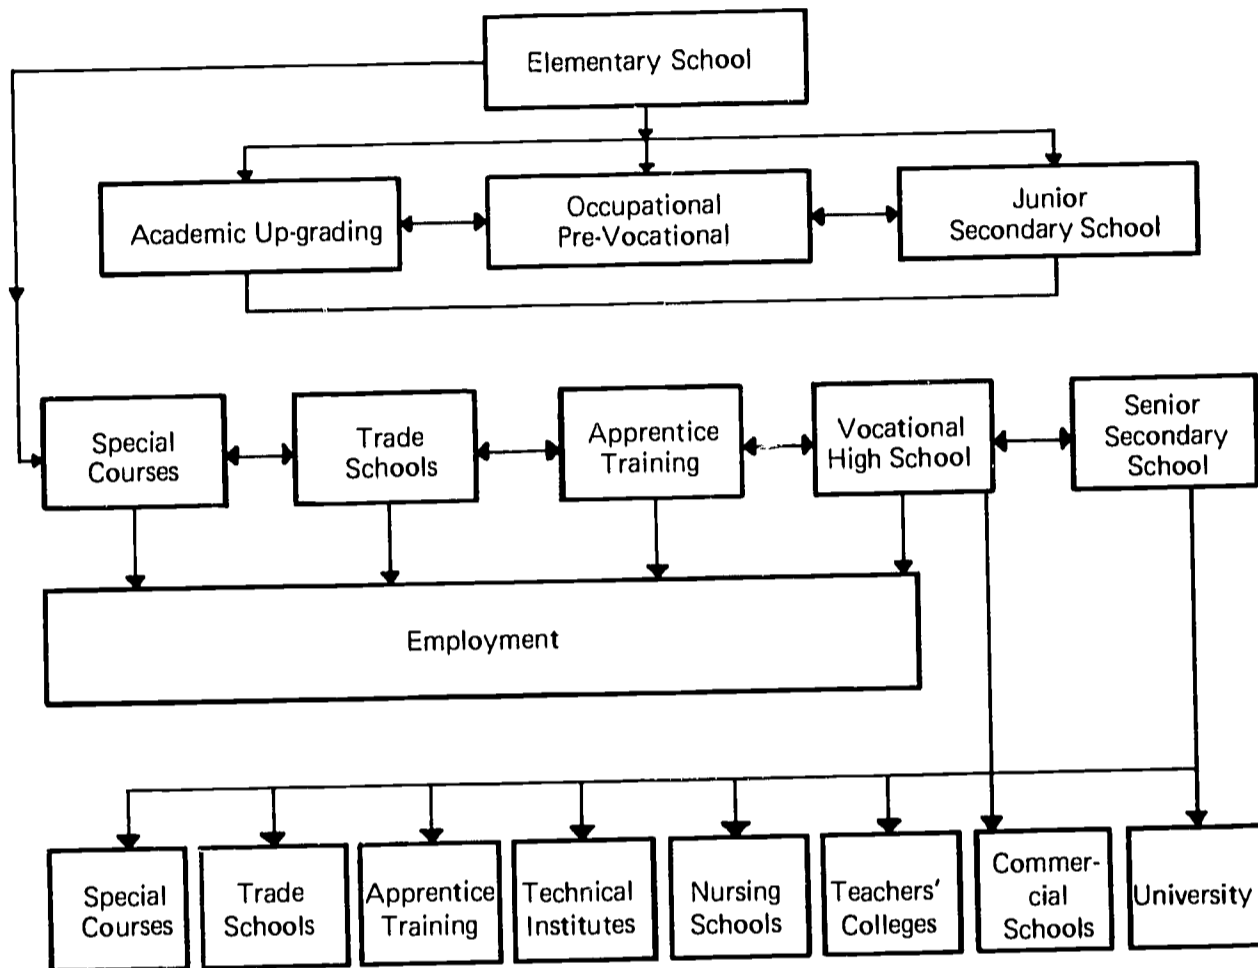 Elementary School
Academic Up-grading
Occupational
Pre-Vocational
Junior
Secondary School
Special
Courses
Trade
Schools
Apprentice
Training
Vocational
High School
Senior
Secondary
School
Employment
Special
Courses
Trade
Schools
Apprentice
Training
Technical
Institutes
Nursing
Schools
Teachers'
Colleges
Commer-
cial
Schools
University